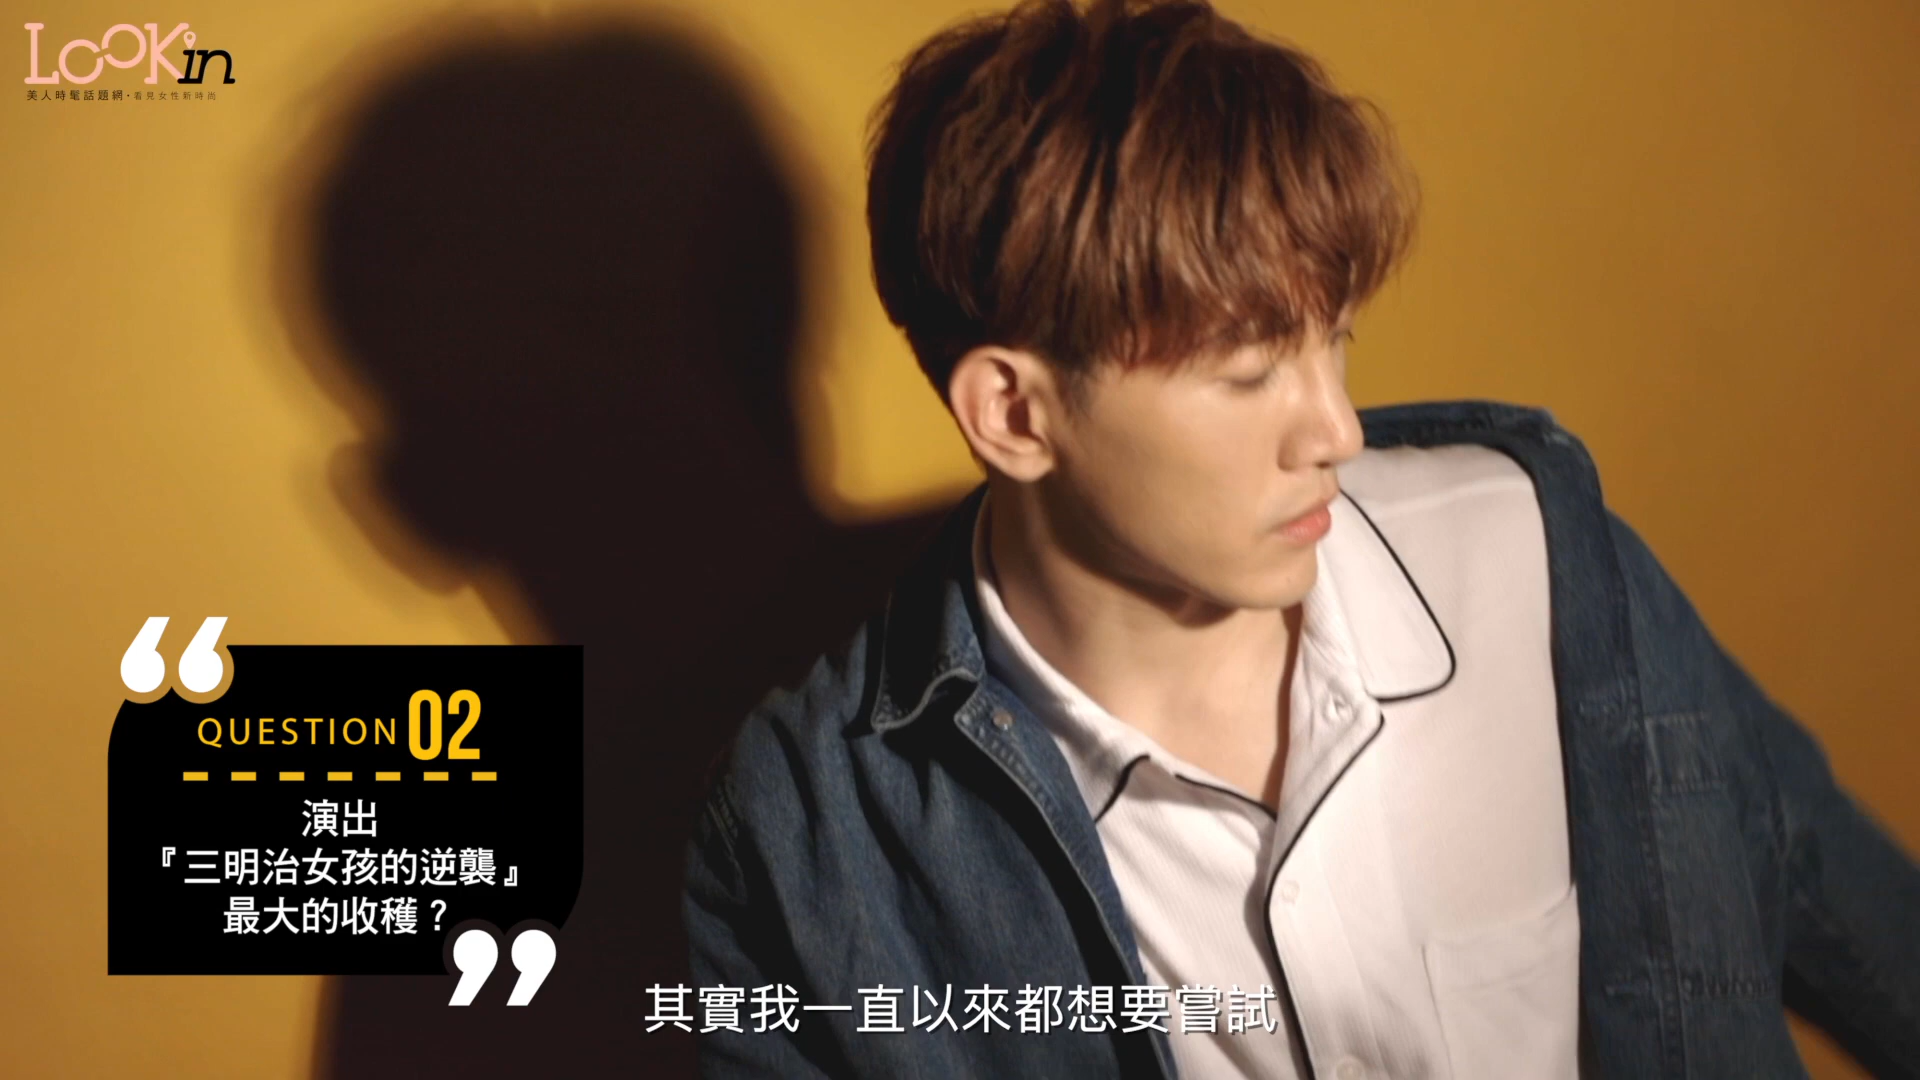 LOOKin
美人時髦話題網•看見女性新時尚
QUESTION 02
演出
『三明治女孩的逆襲』
最大的收穫？
其實我一直以來都想要嘗試